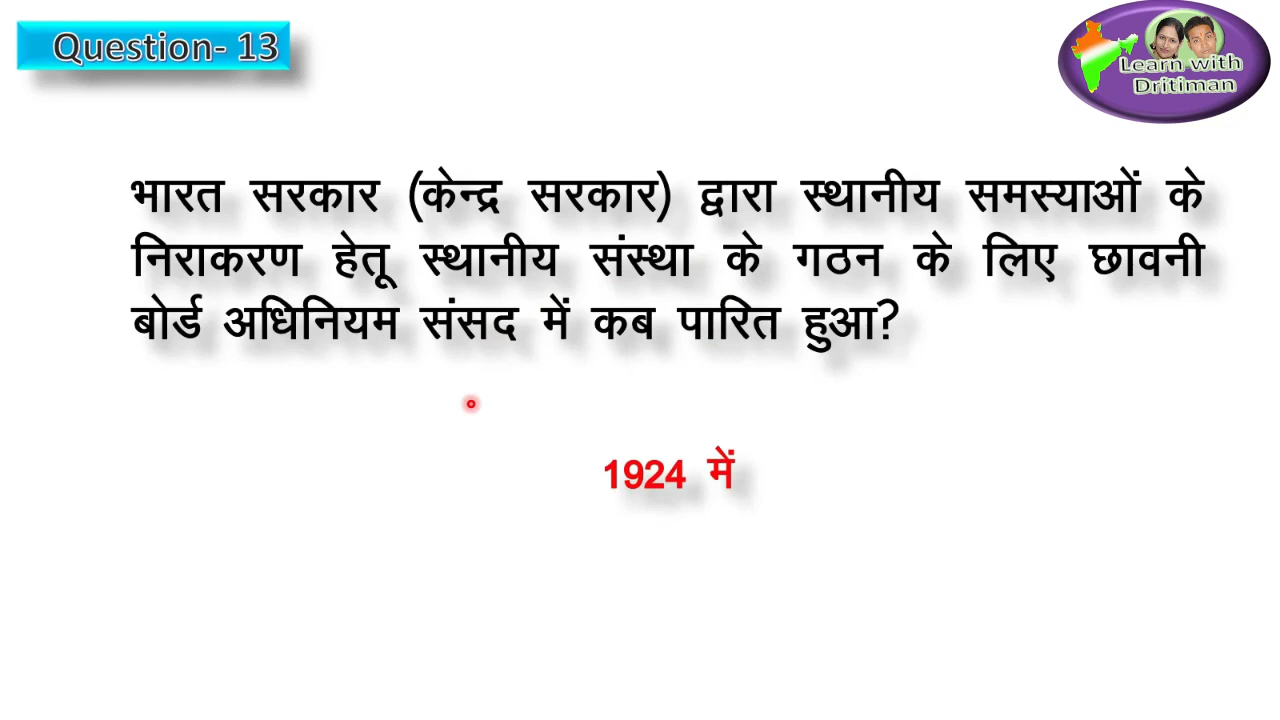 Question- 13
Learn with
Dritiman
भारत सरकार (केन्द्र सरकार) द्वारा स्थानीय समस्याओं के
निराकरण हेतू स्थानीय संस्था के गठन के लिए छावनी
बोर्ड अधिनियम संसद में कब पारित हुआ?
1924 में